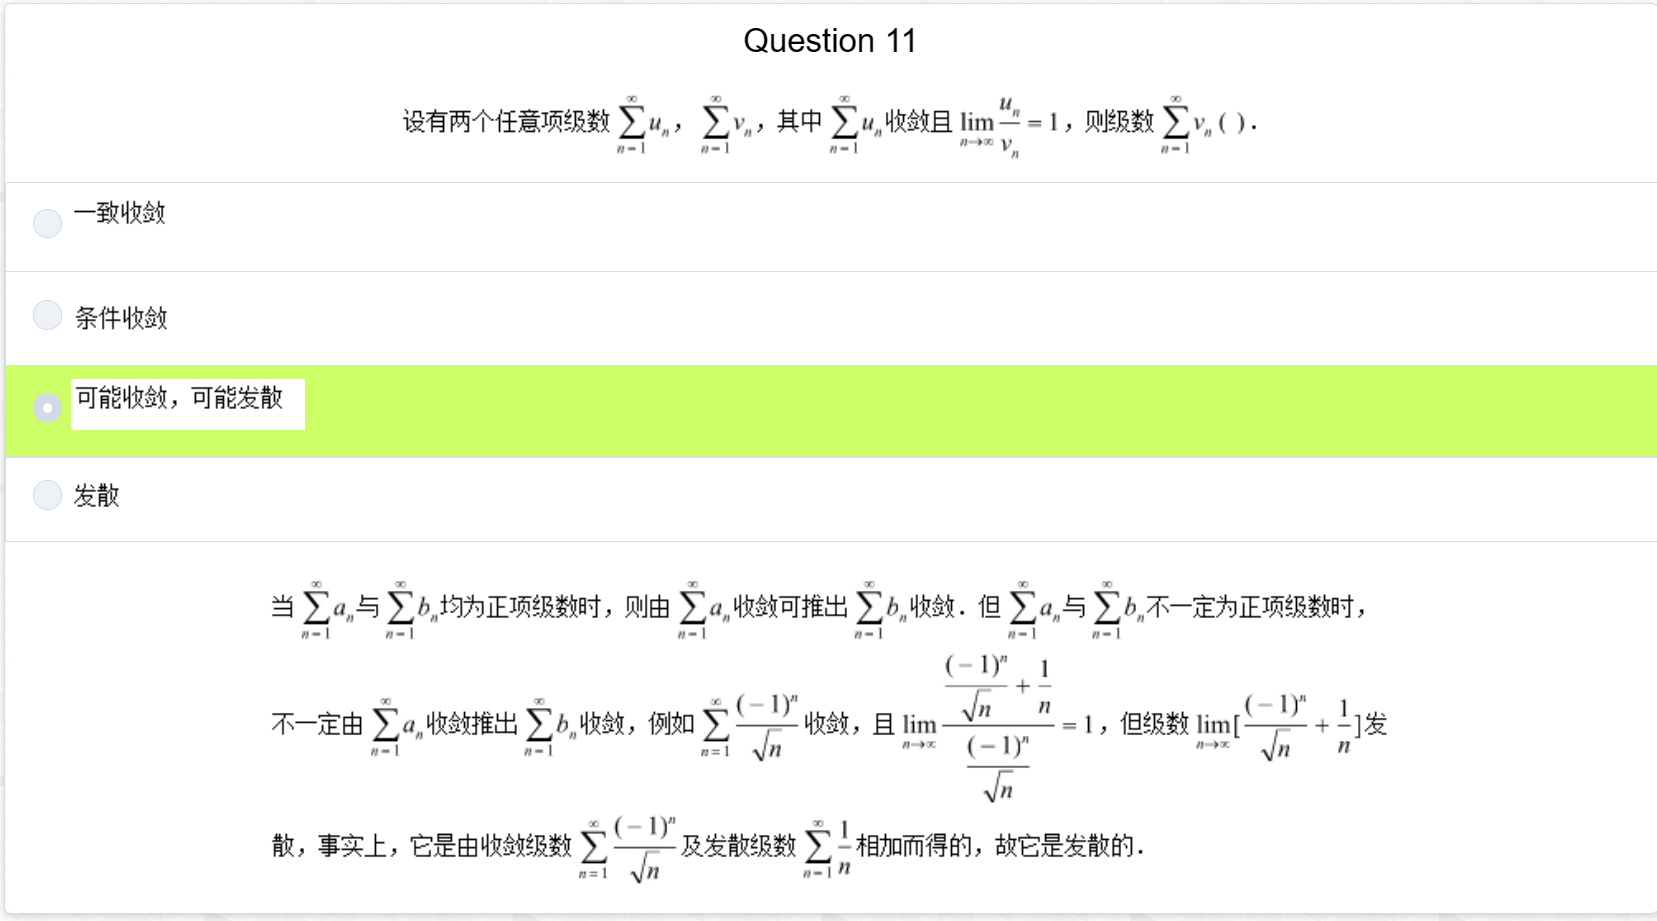 Question 11
设有两个任意项级数 $\sum_{n=1}^{\infty} u_n$， $\sum_{n=1}^{\infty} v_n$，其中 $\sum_{n=1}^{\infty} u_n$ 收敛且 $\lim_{n\to\infty} \frac{u_n}{v_n} = 1$，则级数 $\sum_{n=1}^{\infty} v_n$ ( ).
一致收敛
条件收敛
可能收敛，可能发散
发散
当 $\sum_{n=1}^{\infty} a_n$ 与 $\sum_{n=1}^{\infty} b_n$ 均为正项级数时，则由 $\sum_{n=1}^{\infty} a_n$ 收敛可推出 $\sum_{n=1}^{\infty} b_n$ 收敛．但 $\sum_{n=1}^{\infty} a_n$ 与 $\sum_{n=1}^{\infty} b_n$ 不一定为正项级数时，
不一定由 $\sum_{n=1}^{\infty} a_n$ 收敛推出 $\sum_{n=1}^{\infty} b_n$ 收敛，例如 $\sum_{n=1}^{\infty} \frac{(-1)^n}{\sqrt{n}}$ 收敛，且 $\lim_{n\to\infty} \frac{\frac{(-1)^n}{\sqrt{n}} + \frac{1}{n}}{\frac{(-1)^n}{\sqrt{n}}} = 1$，但级数 $\lim_{n\to\infty} [\frac{(-1)^n}{\sqrt{n}} + \frac{1}{n}]$ 发
散，事实上，它是由收敛级数 $\sum_{n=1}^{\infty} \frac{(-1)^n}{\sqrt{n}}$ 及发散级数 $\sum_{n=1}^{\infty} \frac{1}{n}$ 相加而得的，故它是发散的．